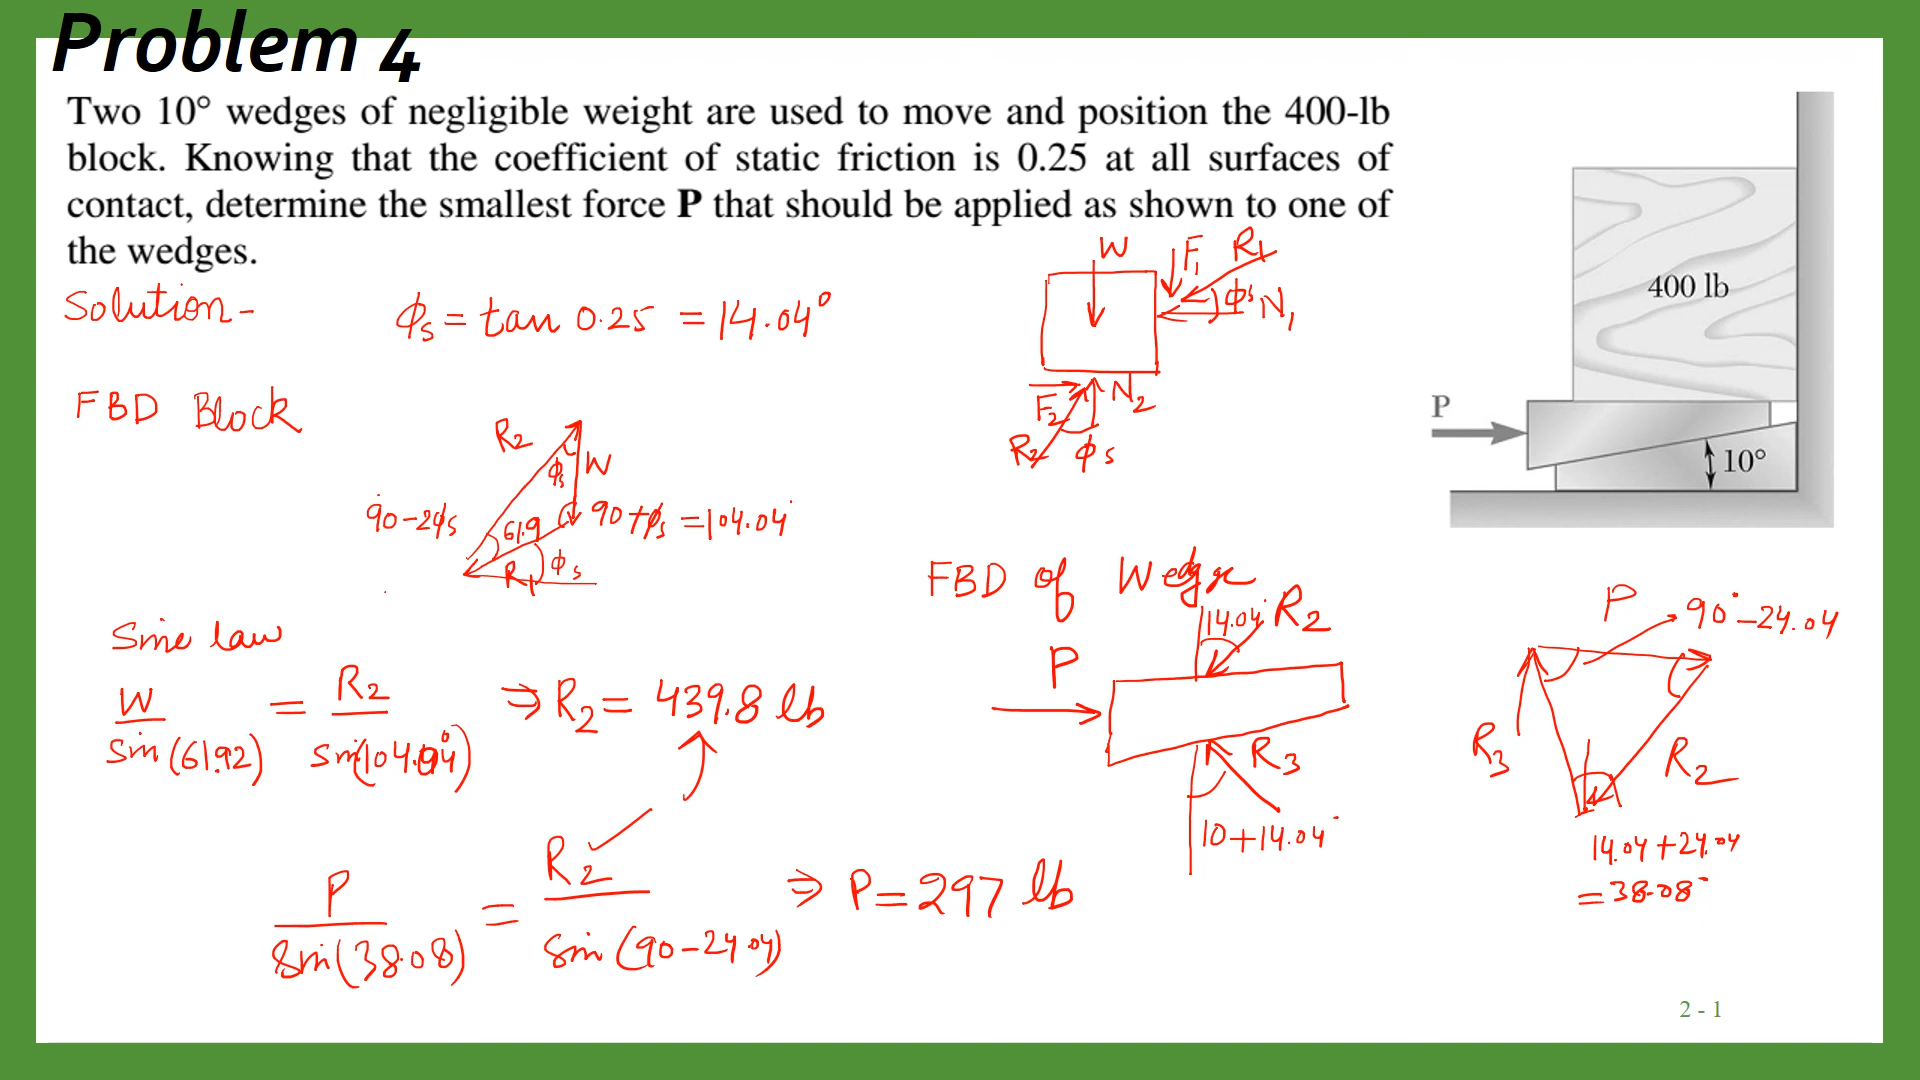 Problem 4
Two 10° wedges of negligible weight are used to move and position the 400-lb
block. Knowing that the coefficient of static friction is 0.25 at all surfaces of
contact, determine the smallest force P that should be applied as shown to one of
the wedges.
Solution-
ϕs = tan 0.25 = 14.04°
W
F1
R1
ϕs
N1
F2
N2
R2
ϕs
400 lb
P
10°
FBD Block
R2
ϕs
W
90-2ϕs
61.9
90+ϕs =104.04°
R1
ϕs
FBD of Wedge
14.04°
R2
P
R3
10+14.04°
P
90°-24.04
R3
R2
14.04+24.04
=38.08°
Sine law
W/sin(61.92) = R2/sin(104.04°) ⇒ R2 = 439.8 lb
P/sin(38.08) = R2/sin(90-24.04) ⇒ P=297 lb
2 - 1